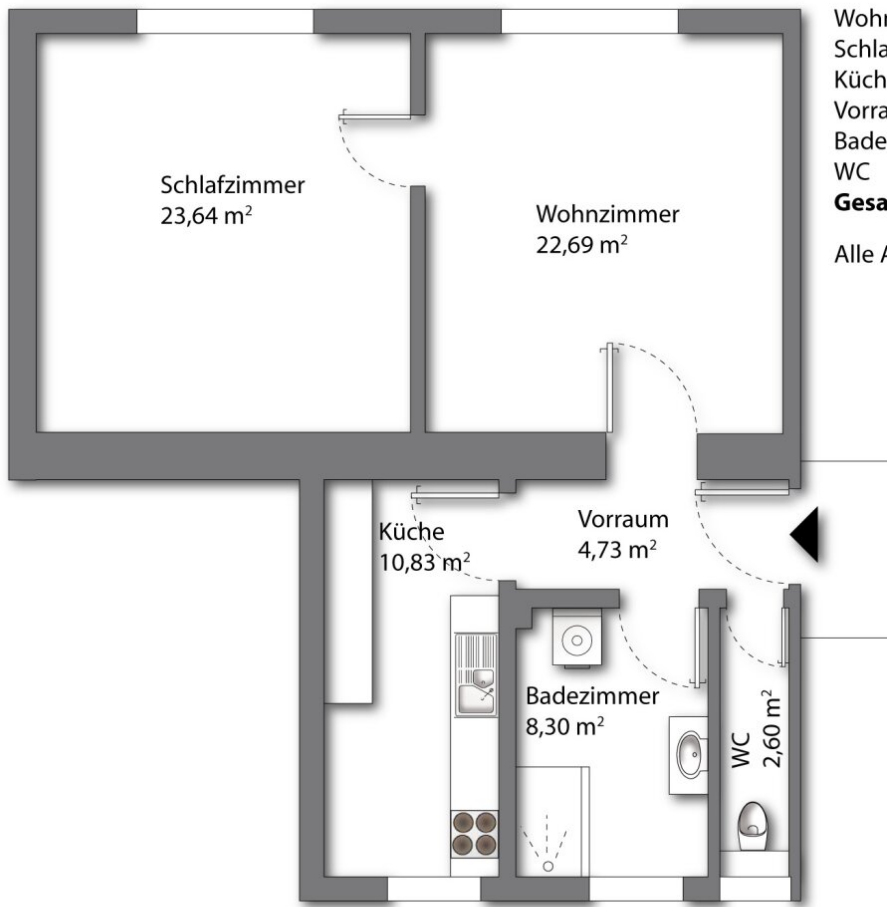 Schlafzimmer
23,64 m²
Wohnzimmer
22,69 m²
Küche
10,83 m²
Vorraum
4,73 m²
Badezimmer
8,30 m²
WC
2,60 m²
WC
Alle